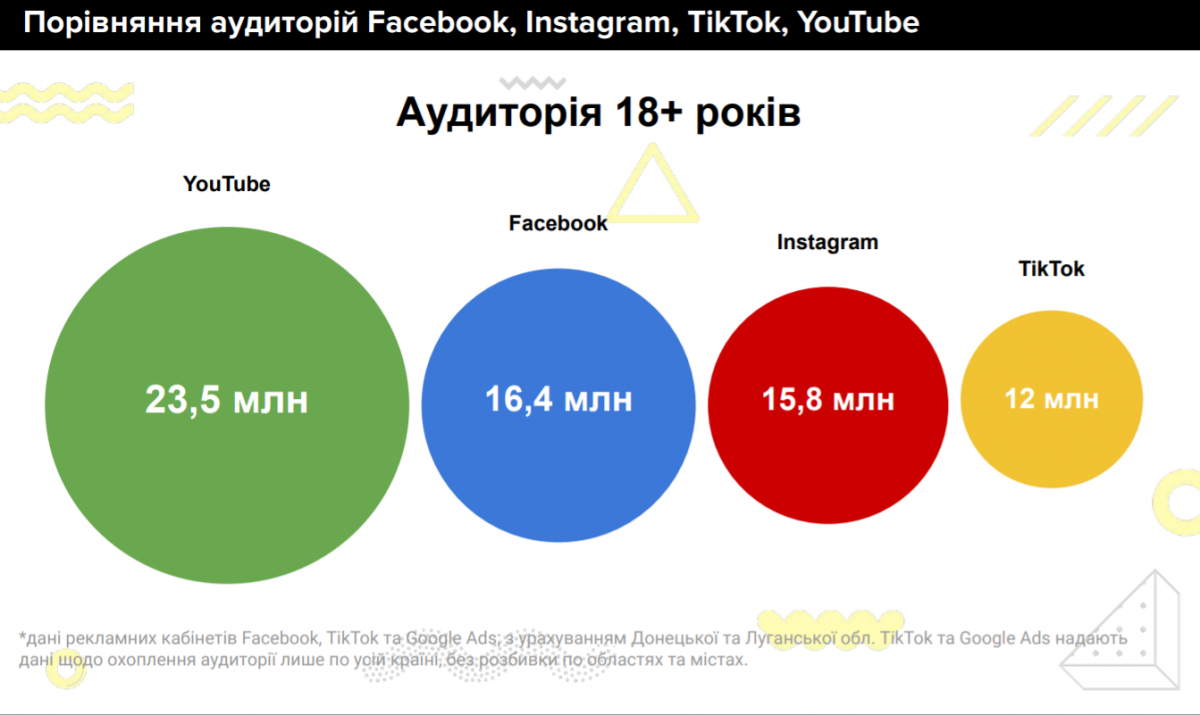 Порівняння аудиторій Facebook, Instagram, TikTok, YouTube
Аудиторія 18+ років
YouTube
Facebook
Instagram
TikTok
23,5 млн
16,4 млн
15,8 млн
12 млн
*дані рекламних кабінетів Facebook, TikTok та Google Ads; з урахуванням Донецької та Луганської обл. TikTok та Google Ads надають
дані щодо охоплення аудиторії лише по усій країні, без розбивки по областях та містах.